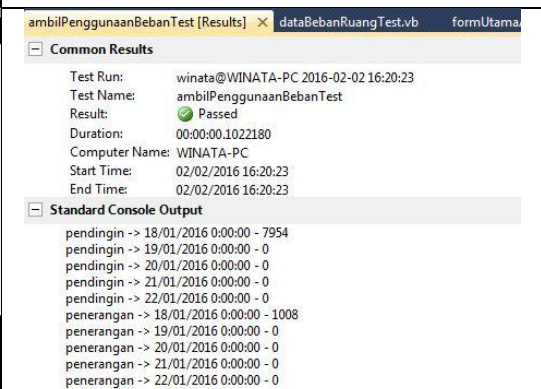 ambilPenggunaanBebanTest [Results] dataBebanRuangTest.vb formUtama
Common Results
Test Run: winata@WINATA-PC 2016-02-02 16:20:23
Test Name: ambilPenggunaanBebanTest
Result: Passed
Duration: 00:00:00.1022180
Computer Name: WINATA-PC
Start Time: 02/02/2016 16:20:23
End Time: 02/02/2016 16:20:23
Standard Console Output
pendingin -> 18/01/2016 0:00:00 - 7954
pendingin -> 19/01/2016 0:00:00 - 0
pendingin -> 20/01/2016 0:00:00 - 0
pendingin -> 21/01/2016 0:00:00 - 0
pendingin -> 22/01/2016 0:00:00 - 0
penerangan -> 18/01/2016 0:00:00 - 1008
penerangan -> 19/01/2016 0:00:00 - 0
penerangan -> 20/01/2016 0:00:00 - 0
penerangan -> 21/01/2016 0:00:00 - 0
penerangan -> 22/01/2016 0:00:00 - 0